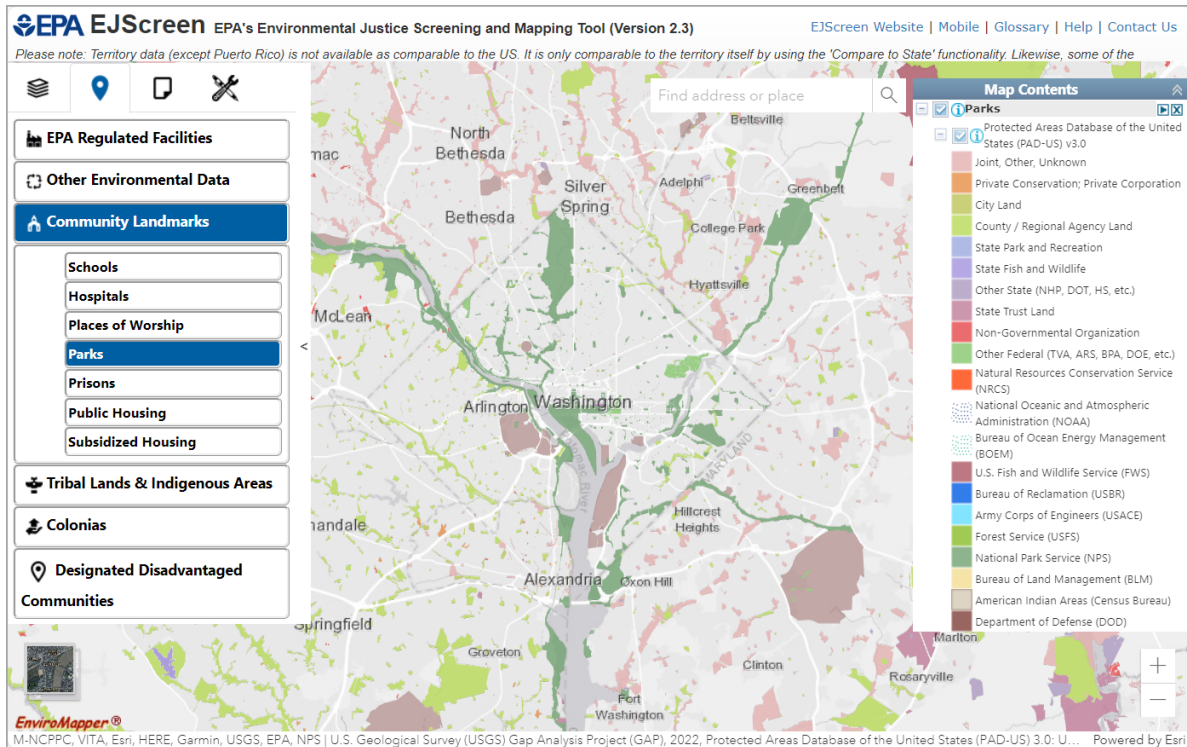 EPA EJScreen EPA's Environmental Justice Screening and Mapping Tool (Version 2.3)
EJScreen Website | Mobile | Glossary | Help | Contact Us
Please note: Territory data (except Puerto Rico) is not available as comparable to the US. It is only comparable to the territory itself by using the 'Compare to State' functionality. Likewise, some of the
EPA Regulated Facilities
Other Environmental Data
Community Landmarks
Schools
Hospitals
Places of Worship
Parks
Prisons
Public Housing
Subsidized Housing
Tribal Lands & Indigenous Areas
Colonias
Designated Disadvantaged
Communities
Find address or place
Beltsville
North
Bethesda
mac
Silver
Spring
Adelphi
Greenbelt
Bethesda
College Park
Hyattsville
McLean
<
Arlington
Washington
MARYLAND
Potomac River
Hillcrest
Heights
nandale
Alexandria
Oxon Hill
Springfield
Groveton
Clinton
Marlton
Rosaryville
Fort
Washington
Map Contents
Parks
Protected Areas Database of the United
States (PAD-US) v3.0
Joint, Other, Unknown
Private Conservation; Private Corporation
City Land
County / Regional Agency Land
State Park and Recreation
State Fish and Wildlife
Other State (NHP, DOT, HS, etc.)
State Trust Land
Non-Governmental Organization
Other Federal (TVA, ARS, BPA, DOE, etc.)
Natural Resources Conservation Service
(NRCS)
National Oceanic and Atmospheric
Administration (NOAA)
Bureau of Ocean Energy Management
(BOEM)
U.S. Fish and Wildlife Service (FWS)
Bureau of Reclamation (USBR)
Army Corps of Engineers (USACE)
Forest Service (USFS)
National Park Service (NPS)
Bureau of Land Management (BLM)
American Indian Areas (Census Bureau)
Department of Defense (DOD)
+
−
EnviroMapper ®
M-NCPPC, VITA, Esri, HERE, Garmin, USGS, EPA, NPS | U.S. Geological Survey (USGS) Gap Analysis Project (GAP), 2022, Protected Areas Database of the United States (PAD-US) 3.0: U... Powered by Esri